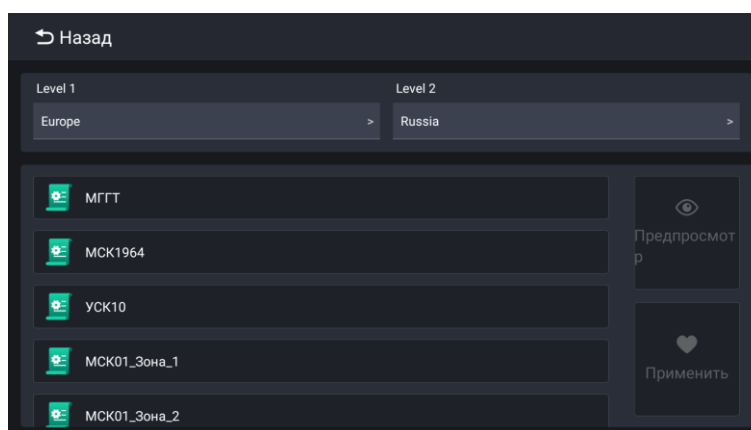 Назад
Level 1
Level 2
Europe >
Russia >
МГГТ
МСК1964
УСК10
МСК01_Зона_1
МСК01_Зона_2
Предпросмот
р
Применить